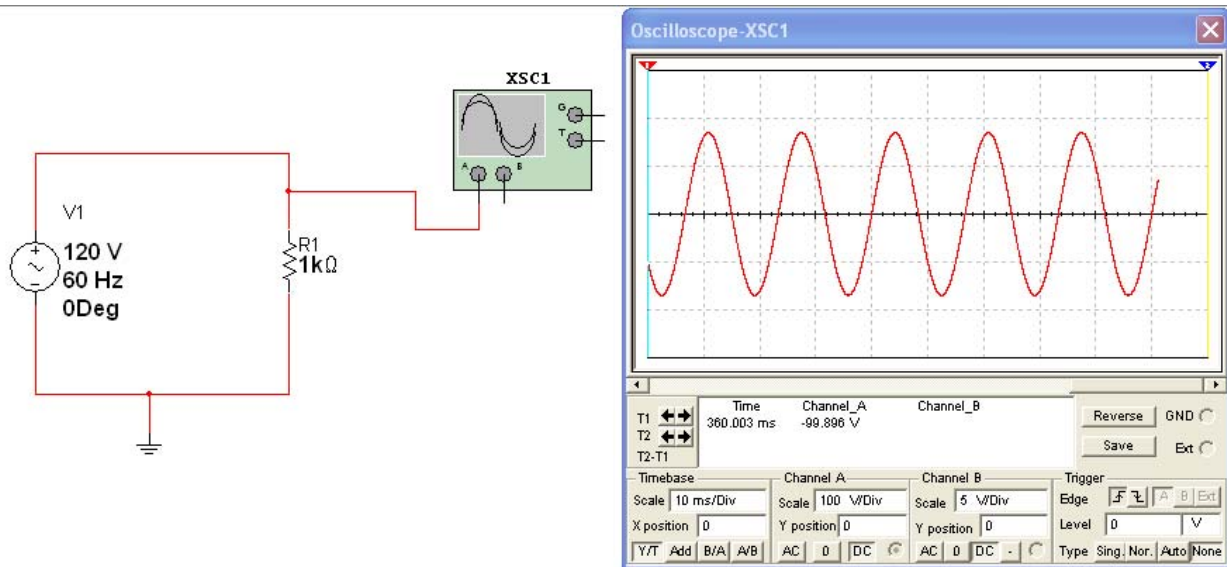 XSC1
G
T
A
B
V1
120 V
60 Hz
0Deg
R1
1kΩ
Oscilloscope-XSC1
1
2
Time Channel_A Channel_B
T1 360.003 ms -99.896 V
T2
T2-T1
Reverse
Save
GND
Ext
Timebase
Scale 10 ms/Div
X position 0
Y/T Add B/A A/B
Channel A
Scale 100 V/Div
Y position 0
AC 0 DC
Channel B
Scale 5 V/Div
Y position 0
AC 0 DC -
Trigger
Edge A B Ext
Level 0 V
Type Sing. Nor. Auto None